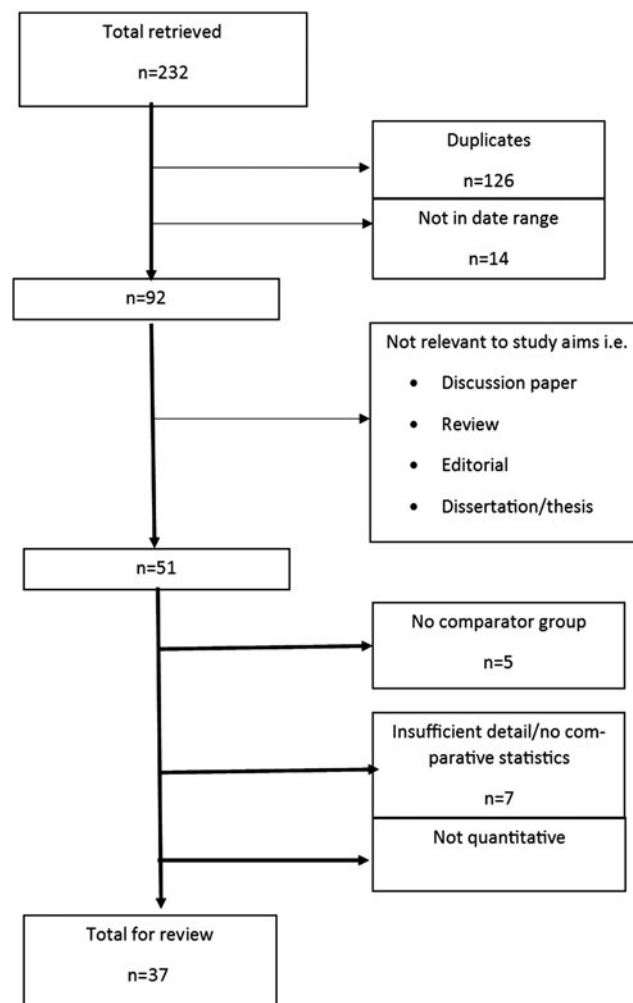 Total retrieved
n=232
Duplicates
n=126
Not in date range
n=14
n=92
Not relevant to study aims i.e.
• Discussion paper
• Review
• Editorial
• Dissertation/thesis
n=51
No comparator group
n=5
Insufficient detail/no com-
parative statistics
n=7
Not quantitative
Total for review
n=37